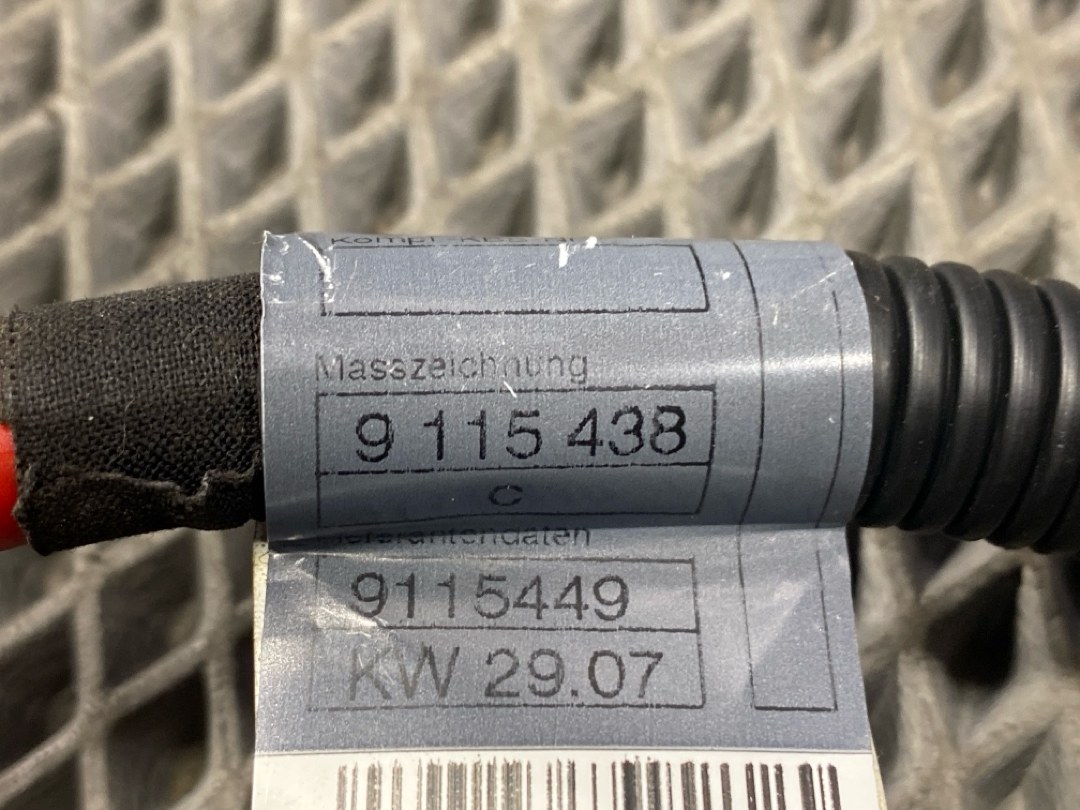 Masszeichnung
9 115 438
C
9115449
KW 29.07